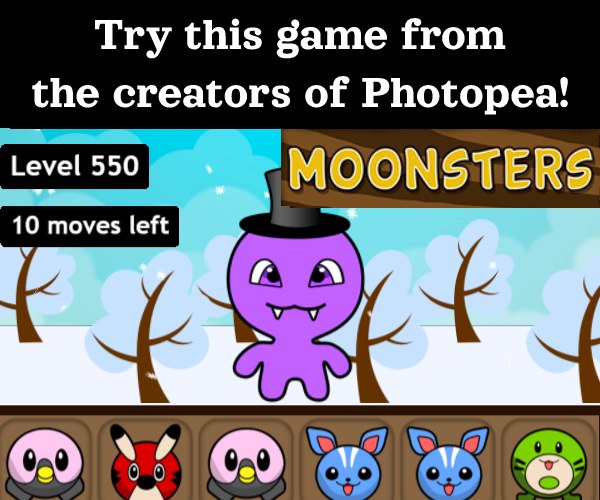 Try this game from
the creators of Photopea!
Level 550
MOONSTERS
10 moves left